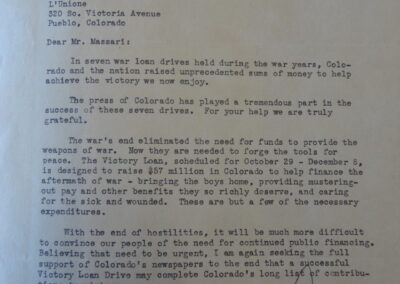 L'Unione
320 So. Victoria Avenue
Pueblo, Colorado
Dear Mr. Massari:
In seven war loan drives held during the war years, Colo-
rado and the nation raised unprecedented sums of money to help
achieve the victory we now enjoy.
The press of Colorado has played a tremendous part in the
success of these seven drives. For your help we are truly
grateful.
The war's end eliminated the need for funds to provide the
weapons of war. Now they are needed to forge the tools for
peace. The Victory Loan, scheduled for October 29 - December 8,
is designed to raise $57 million in Colorado to help finance the
aftermath of war - bringing the boys home, providing mustering-
out pay and other benefits they so richly deserve, and caring
for the sick and wounded. These are but a few of the necessary
expenditures.
With the end of hostilities, it will be much more difficult
to convince our people of the need for continued public financing.
Believing that need to be urgent, I am again seeking the full
support of Colorado's newspapers to the end that a successful
Victory Loan Drive may complete Colorado's long list of contribu-